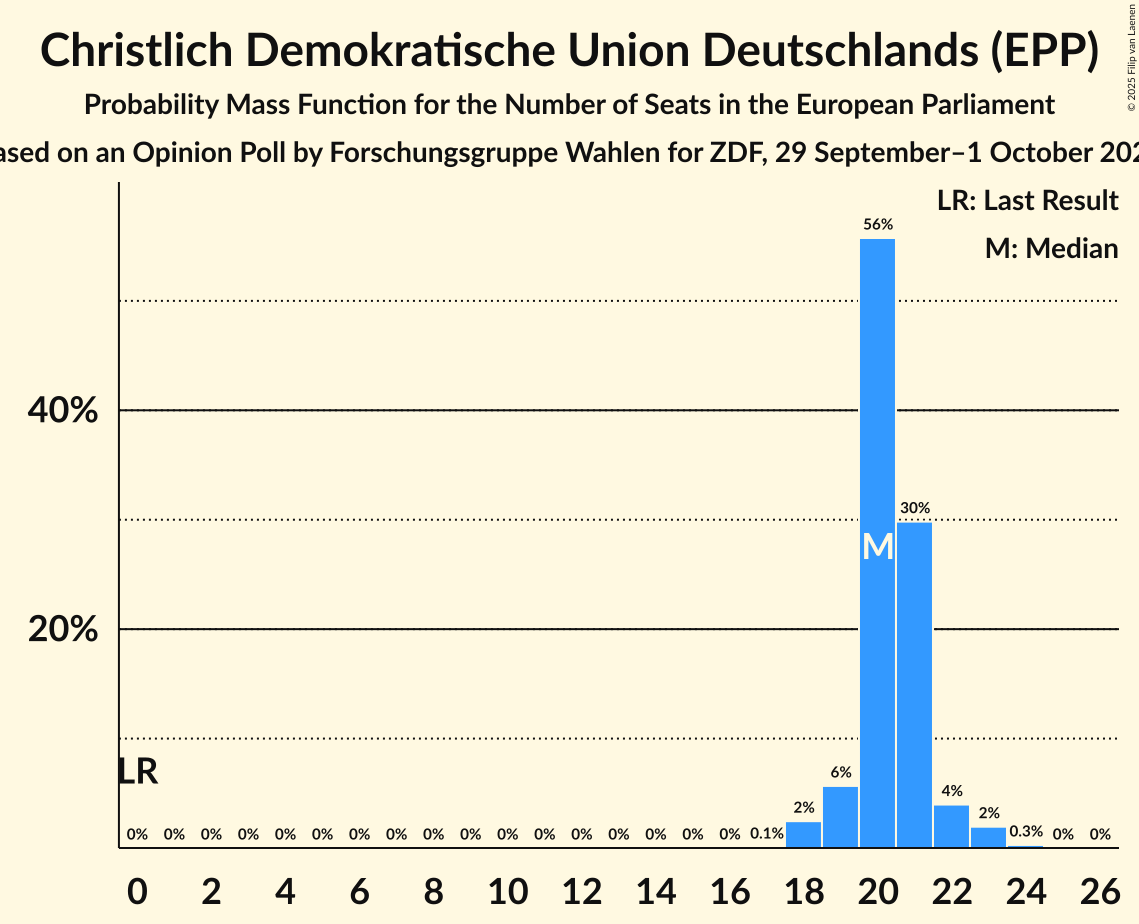 Christlich Demokratische Union Deutschlands (EPP)
Probability Mass Function for the Number of Seats in the European Parliament
ased on an Opinion Poll by Forschungsgruppe Wahlen for ZDF, 29 September–1 October 202
© 2025 Filip van Laenen
LR: Last Result
M: Median
56%
40%
30%
M
20%
LR
6%
4%
2%
2%
0% 0% 0% 0% 0% 0% 0% 0% 0% 0% 0% 0% 0% 0% 0% 0% 0% 0.1% 0.3% 0% 0%
0 2 4 6 8 10 12 14 16 18 20 22 24 26